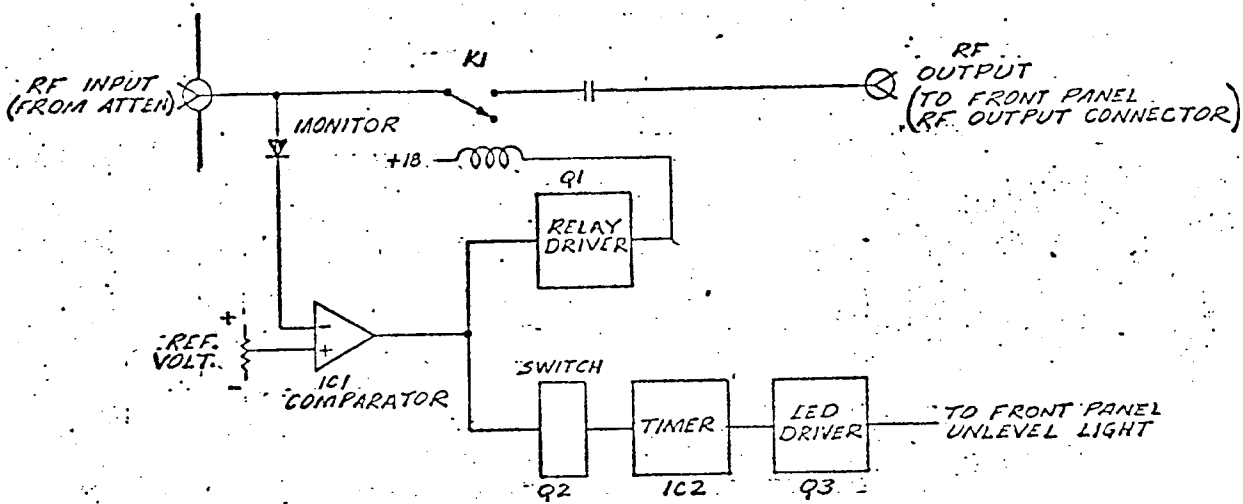 RF INPUT
(FROM ATTEN)
K1
RF
OUTPUT
(TO FRONT PANEL
RF OUTPUT CONNECTOR)
MONITOR
+18
Q1
RELAY
DRIVER
+
REF.
VOLT.
-
-
+
IC1
COMPARATOR
SWITCH
Q2
TIMER
IC2
LED
DRIVER
Q3
TO FRONT PANEL
UNLEVEL LIGHT